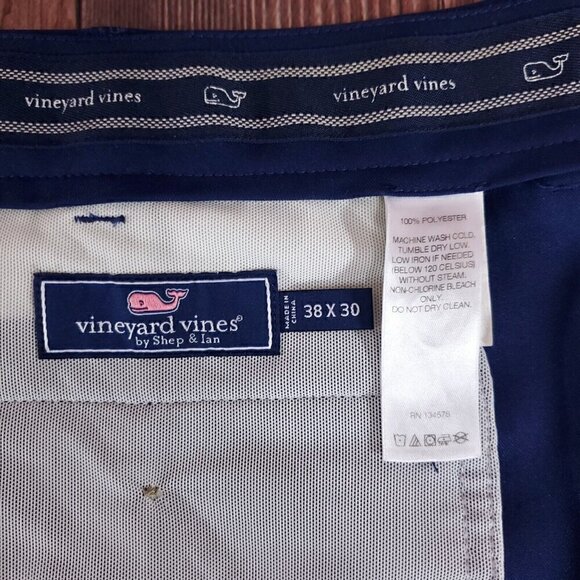 vineyard vines vineyard vines
100% POLYESTER
MACHINE WASH COLD.
TUMBLE DRY LOW.
LOW IRON IF NEEDED
(BELOW 120 CELSIUS)
WITHOUT STEAM.
NON-CHLORINE BLEACH
ONLY.
DO NOT DRY CLEAN.
RN 134578
vineyard vines®
by Shep & Ian
MADE IN
CHINA
38 X 30